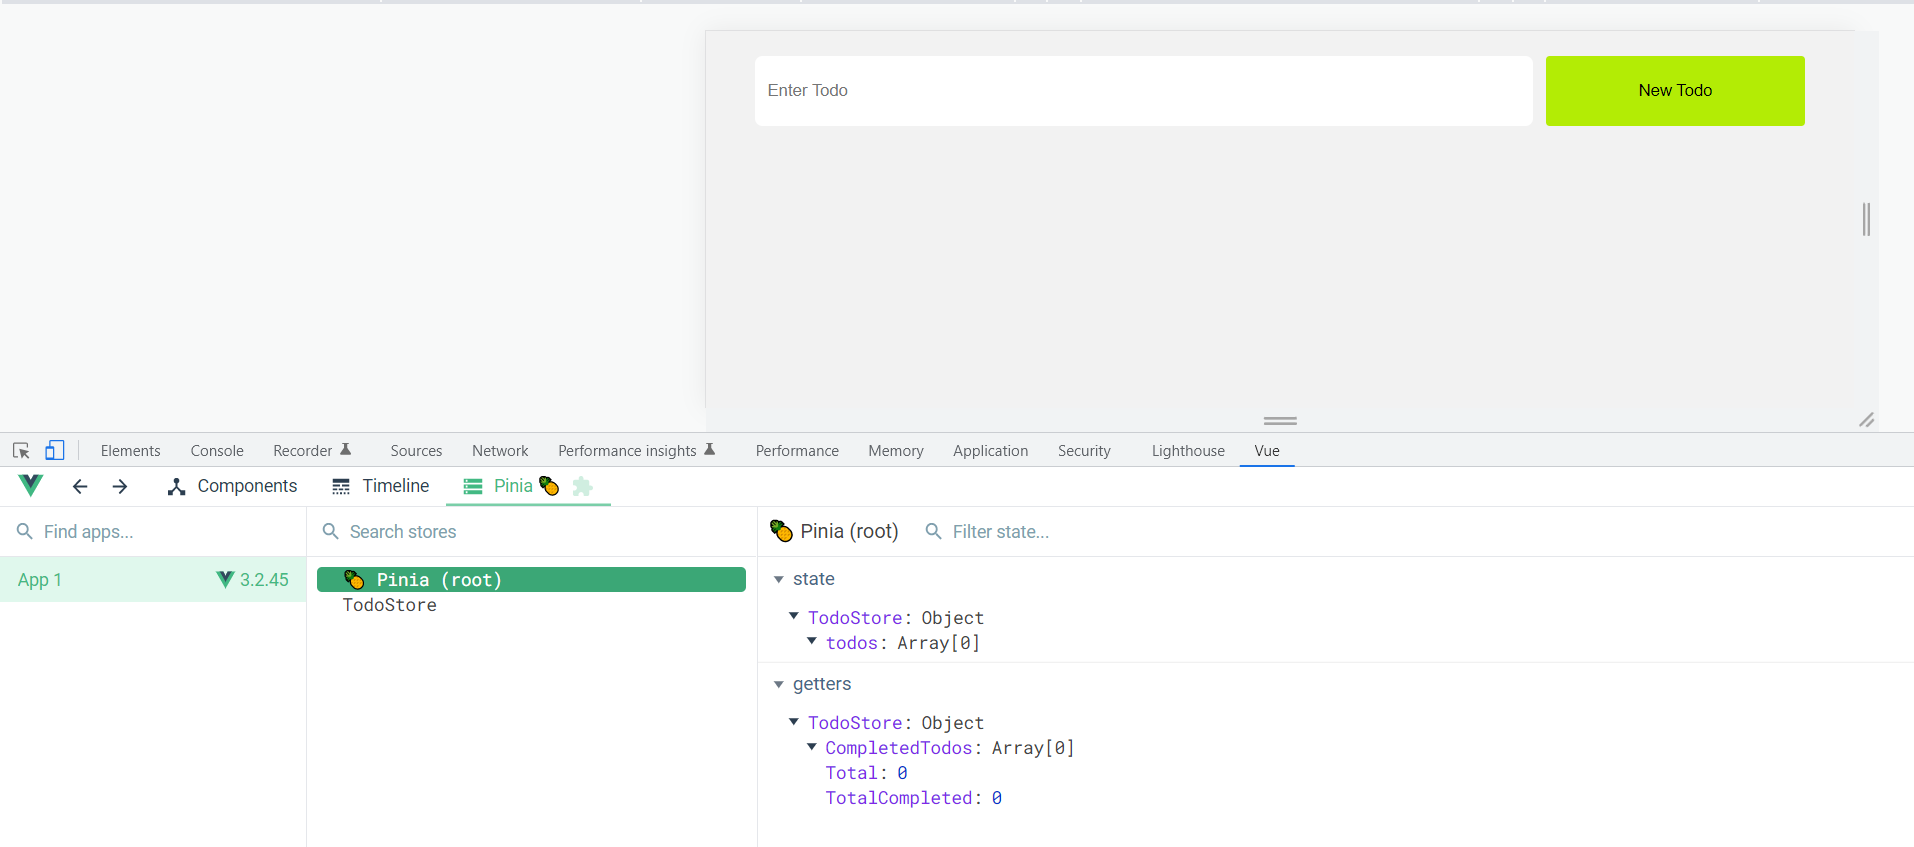 Enter Todo
New Todo
Elements Console Recorder Sources Network Performance insights Performance Memory Application Security Lighthouse Vue
Components Timeline Pinia 🍍
Find apps...
Search stores
🍍 Pinia (root)
Filter state...
App 1 3.2.45
🍍 Pinia (root)
TodoStore
state
TodoStore: Object
todos: Array[0]
getters
TodoStore: Object
CompletedTodos: Array[0]
Total: 0
TotalCompleted: 0